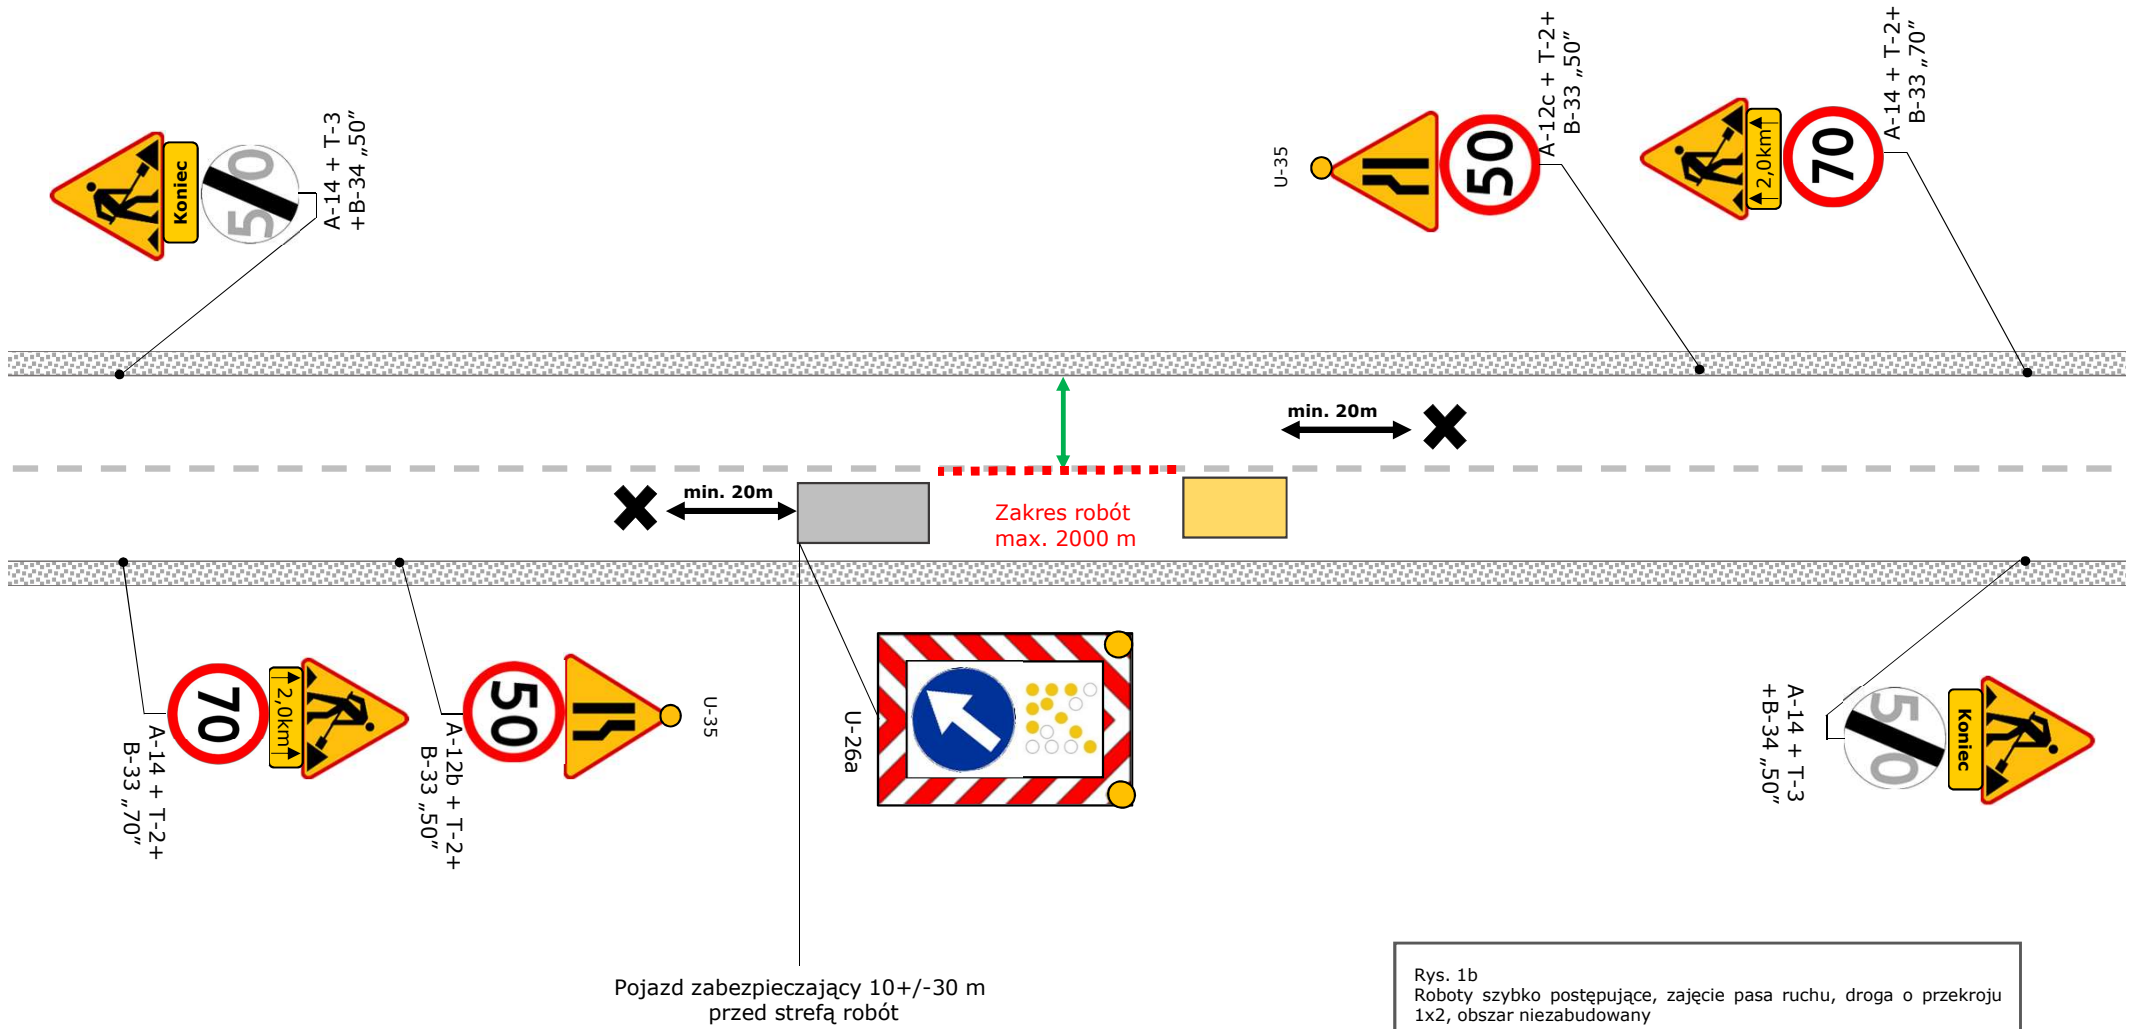 A-14 + T-3
+B-34 „50”
Koniec
50
U-35
50
A-12c + T-2+
B-33 „50”
2,0km
70
A-14 + T-2+
B-33 „70”
min. 20m
min. 20m
Zakres robót
max. 2000 m
70
2,0km
A-14 + T-2+
B-33 „70”
50
U-35
A-12b + T-2+
B-33 „50”
U-26a
A-14 + T-3
+B-34 „50”
50
Koniec
Pojazd zabezpieczający 10+/-30 m
przed strefą robót
Rys. 1b
Roboty szybko postępujące, zajęcie pasa ruchu, droga o przekroju
1x2, obszar niezabudowany